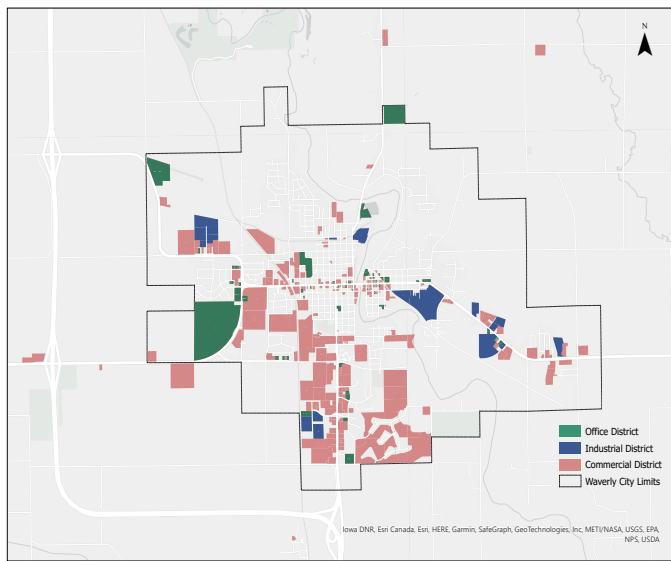 N
Office District
Industrial District
Commercial District
Waverly City Limits
Iowa DNR, Esri Canada, Esri, HERE, Garmin, SafeGraph, GeoTechnologies, Inc, METI/NASA, USGS, EPA,
NPS, USDA